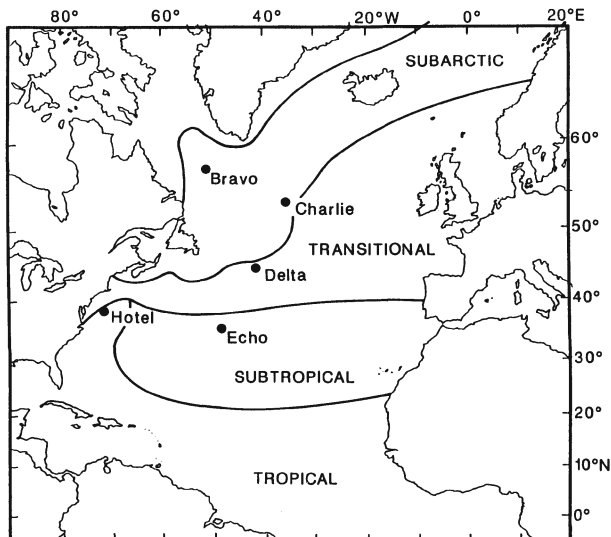 80° 60° 40° 20°W 0° 20°E
SUBARCTIC
60°
Bravo
Charlie
50°
TRANSITIONAL
Delta
40°
Hotel
Echo
30°
SUBTROPICAL
20°
10°N
TROPICAL
0°